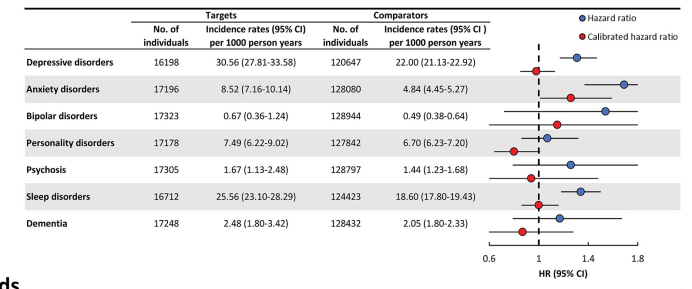 Targets Comparators
Hazard ratio
No. of individuals Incidence rates (95% CI) per 1000 person years No. of individuals Incidence rates (95% CI ) per 1000 person years
Calibrated hazard ratio
Depressive disorders 16198 30.56 (27.81-33.58) 120647 22.00 (21.13-22.92)
Anxiety disorders 17196 8.52 (7.16-10.14) 128080 4.84 (4.45-5.27)
Bipolar disorders 17323 0.67 (0.36-1.24) 128944 0.49 (0.38-0.64)
Personality disorders 17178 7.49 (6.22-9.02) 127842 6.70 (6.23-7.20)
Psychosis 17305 1.67 (1.13-2.48) 128797 1.44 (1.23-1.68)
Sleep disorders 16712 25.56 (23.10-28.29) 124423 18.60 (17.80-19.43)
Dementia 17248 2.48 (1.80-3.42) 128432 2.05 (1.80-2.33)
0.6 1 1.4 1.8
HR (95% CI)